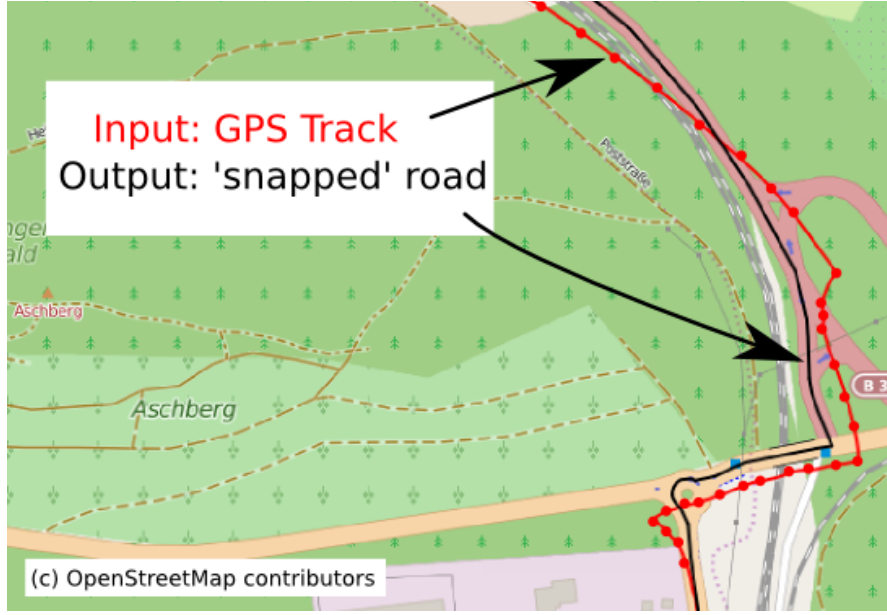 Input: GPS Track
Output: 'snapped' road
Poststraße
Aschberg
Aschberg
B 3
(c) OpenStreetMap contributors